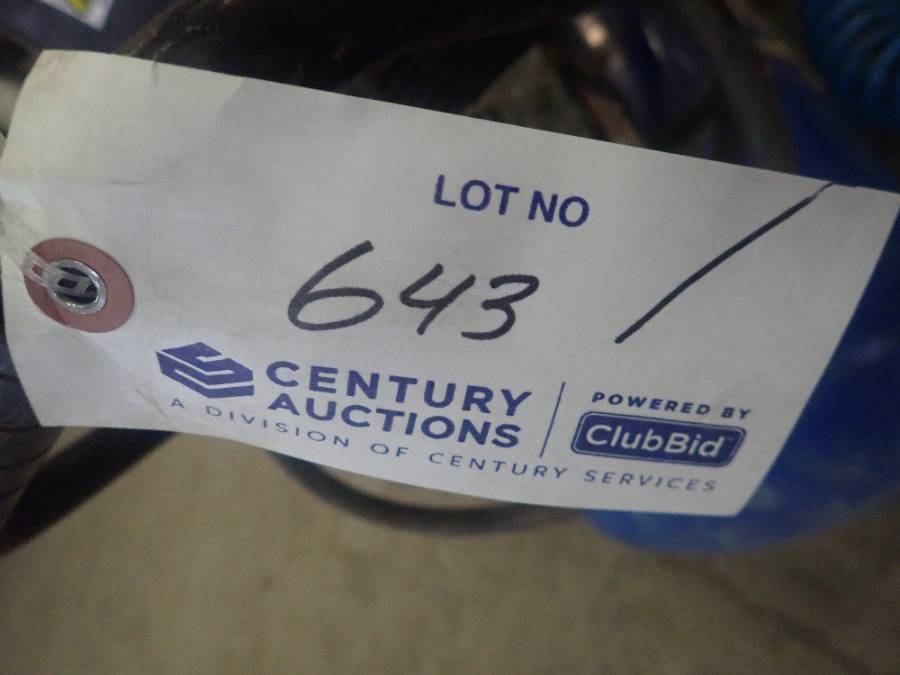 LOT NO
643 /
CENTURY
AUCTIONS
A DIVISION OF CENTURY SERVICES
POWERED BY
ClubBid